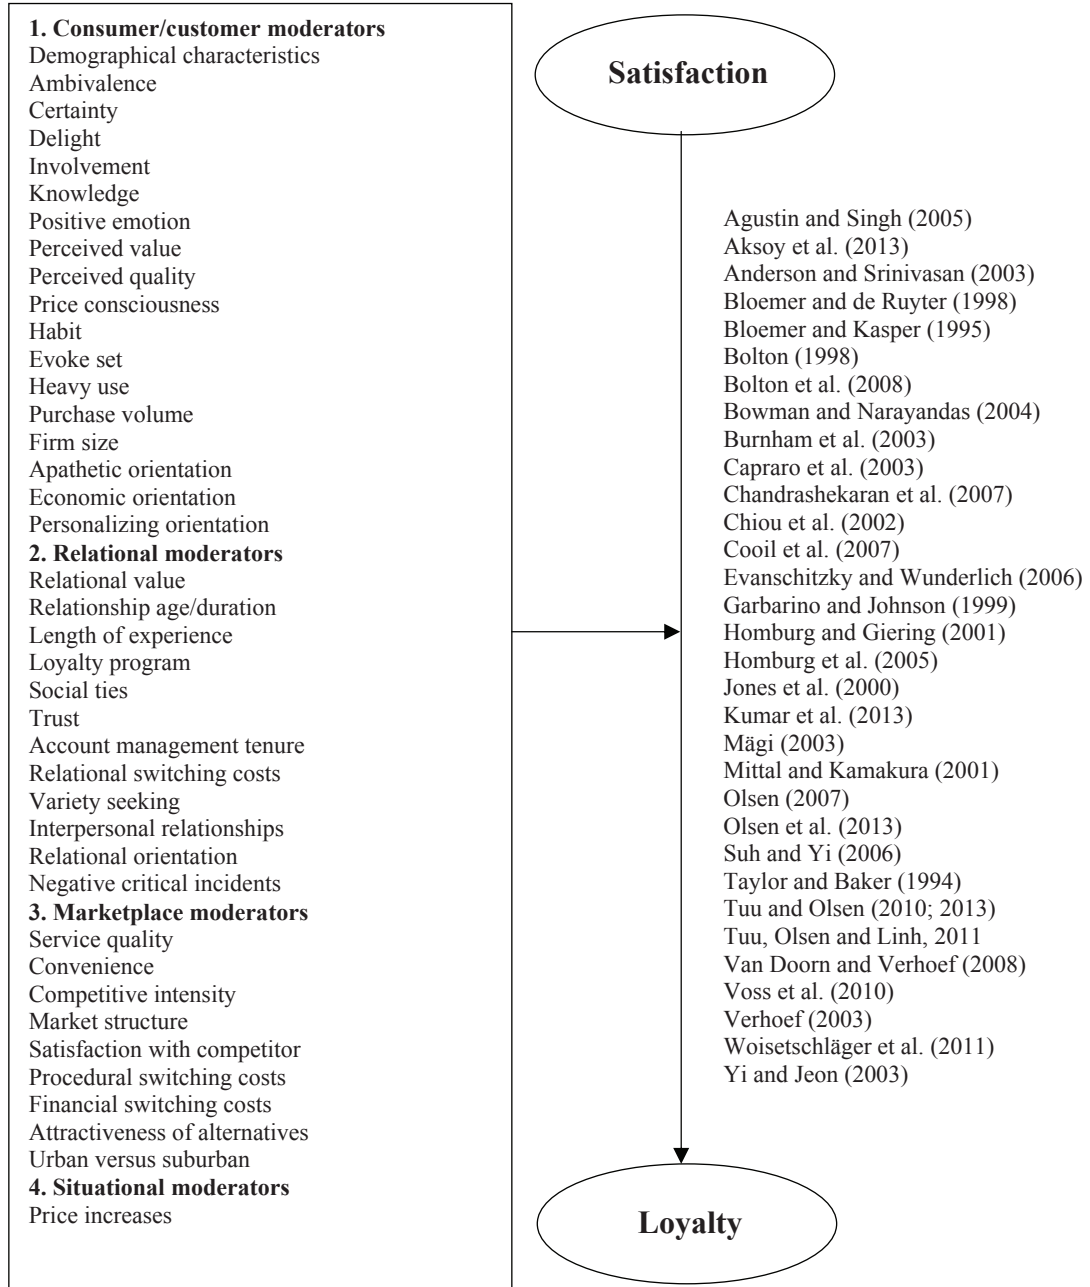 1. Consumer/customer moderators
Demographical characteristics
Ambivalence
Certainty
Delight
Involvement
Knowledge
Positive emotion
Perceived value
Perceived quality
Price consciousness
Habit
Evoke set
Heavy use
Purchase volume
Firm size
Apathetic orientation
Economic orientation
Personalizing orientation
2. Relational moderators
Relational value
Relationship age/duration
Length of experience
Loyalty program
Social ties
Trust
Account management tenure
Relational switching costs
Variety seeking
Interpersonal relationships
Relational orientation
Negative critical incidents
3. Marketplace moderators
Service quality
Convenience
Competitive intensity
Market structure
Satisfaction with competitor
Procedural switching costs
Financial switching costs
Attractiveness of alternatives
Urban versus suburban
4. Situational moderators
Price increases
Satisfaction
Agustin and Singh (2005)
Aksoy et al. (2013)
Anderson and Srinivasan (2003)
Bloemer and de Ruyter (1998)
Bloemer and Kasper (1995)
Bolton (1998)
Bolton et al. (2008)
Bowman and Narayandas (2004)
Burnham et al. (2003)
Capraro et al. (2003)
Chandrashekaran et al. (2007)
Chiou et al. (2002)
Cooil et al. (2007)
Evanschitzky and Wunderlich (2006)
Garbarino and Johnson (1999)
Homburg and Giering (2001)
Homburg et al. (2005)
Jones et al. (2000)
Kumar et al. (2013)
Mägi (2003)
Mittal and Kamakura (2001)
Olsen (2007)
Olsen et al. (2013)
Suh and Yi (2006)
Taylor and Baker (1994)
Tuu and Olsen (2010; 2013)
Tuu, Olsen and Linh, 2011
Van Doorn and Verhoef (2008)
Voss et al. (2010)
Verhoef (2003)
Woisetschläger et al. (2011)
Yi and Jeon (2003)
Loyalty